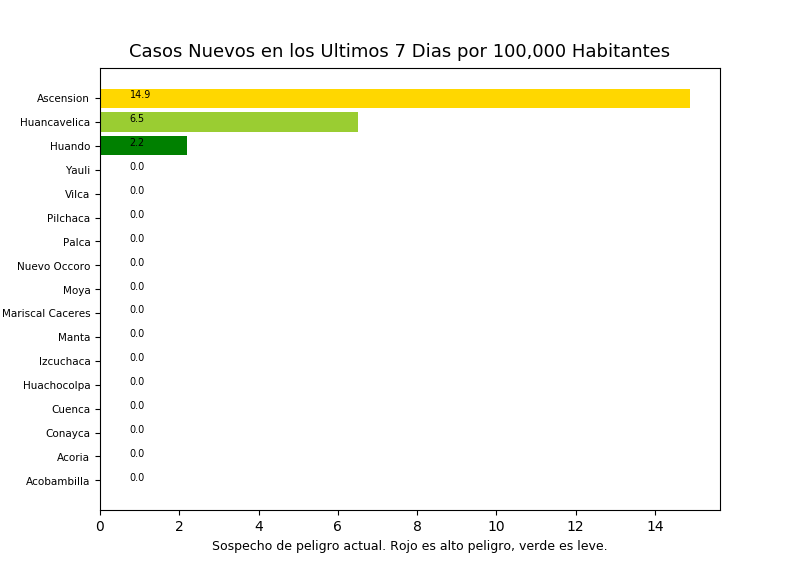 Casos Nuevos en los Ultimos 7 Dias por 100,000 Habitantes
Ascension 14.9
Huancavelica 6.5
Huando 2.2
Yauli 0.0
Vilca 0.0
Pilchaca 0.0
Palca 0.0
Nuevo Occoro 0.0
Moya 0.0
Mariscal Caceres 0.0
Manta 0.0
Izcuchaca 0.0
Huachocolpa 0.0
Cuenca 0.0
Conayca 0.0
Acoria 0.0
Acobambilla 0.0
0 2 4 6 8 10 12 14
Sospecho de peligro actual. Rojo es alto peligro, verde es leve.